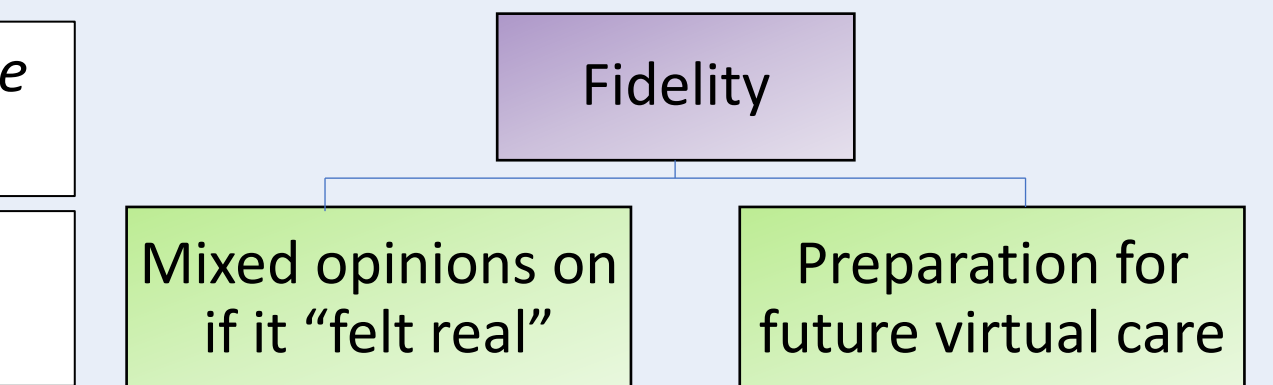 e
Fidelity
Mixed opinions on
if it “felt real”
Preparation for
future virtual care